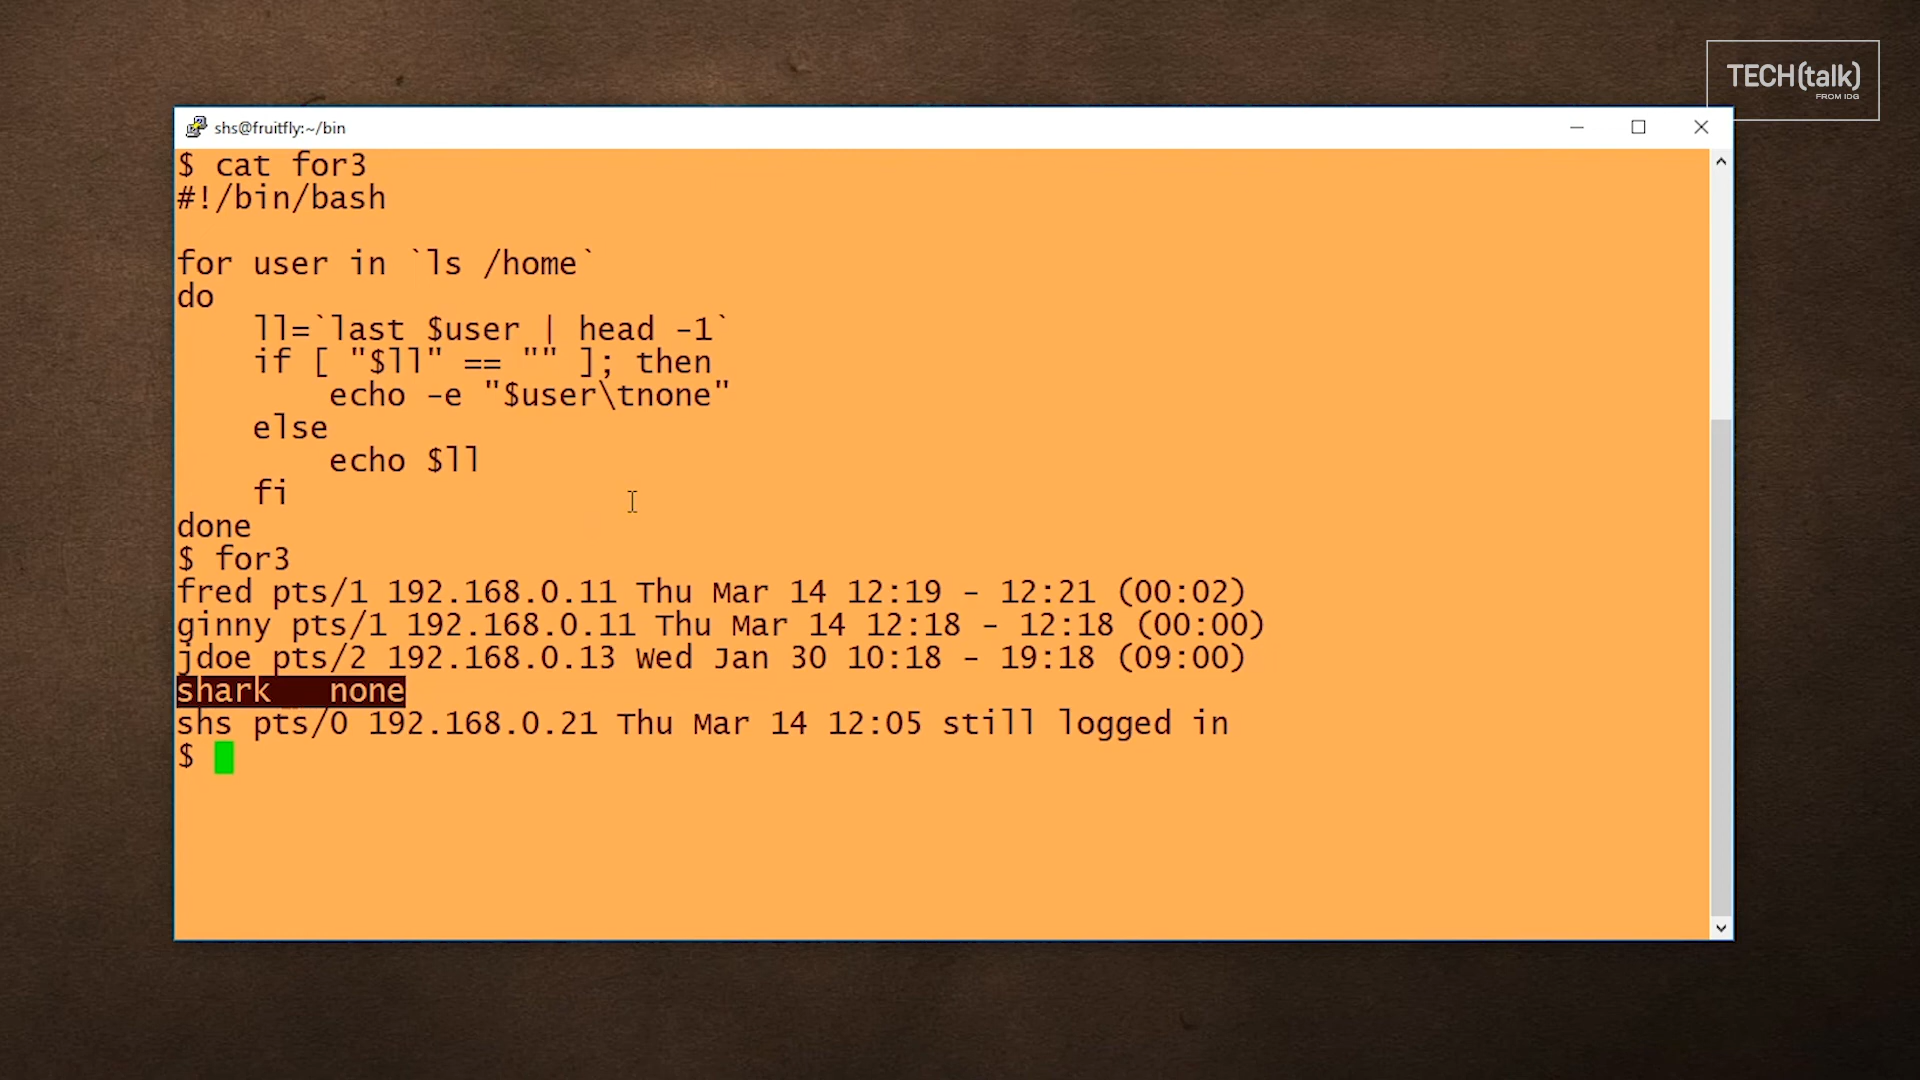 TECH(talk)
FROM IDG
shs@fruitfly:~/bin
$ cat for3
#!/bin/bash

for user in `ls /home`
do
    ll=`last $user | head -1`
    if [ "$ll" == "" ]; then
        echo -e "$user\tnone"
    else
        echo $ll
    fi
done
$ for3
fred pts/1 192.168.0.11 Thu Mar 14 12:19 - 12:21 (00:02)
ginny pts/1 192.168.0.11 Thu Mar 14 12:18 - 12:18 (00:00)
jdoe pts/2 192.168.0.13 Wed Jan 30 10:18 - 19:18 (09:00)
shark   none
shs pts/0 192.168.0.21 Thu Mar 14 12:05 still logged in
$